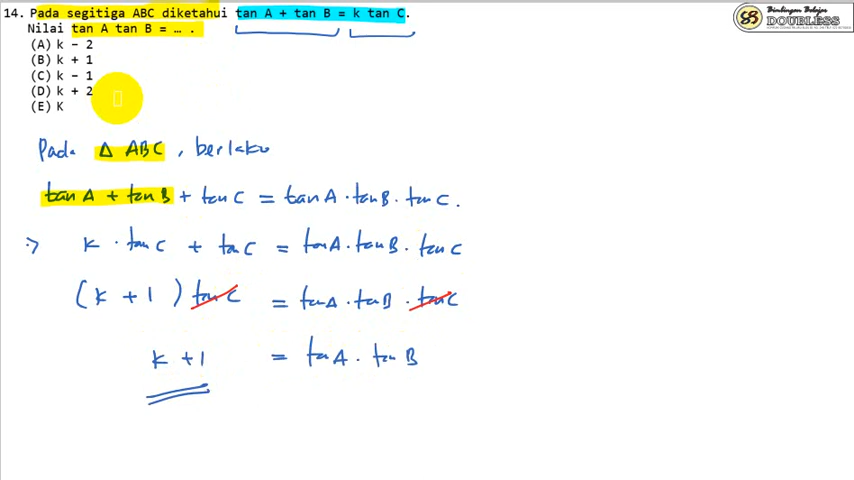 14. Pada segitiga ABC diketahui tan A + tan B = k tan C.
Nilai tan A tan B = … .
(A) k - 2
(B) k + 1
(C) k - 1
(D) k + 2
(E) K
Bimbingan Belajar
SB DOUBLESS
Pada Δ ABC, berlaku
tan A + tan B + tan C = tan A · tan B · tan C.
∴ k · tan C + tan C = tan A · tan B · tan C
(k + 1) tan C = tan A · tan B · tan C
k + 1 = tan A · tan B